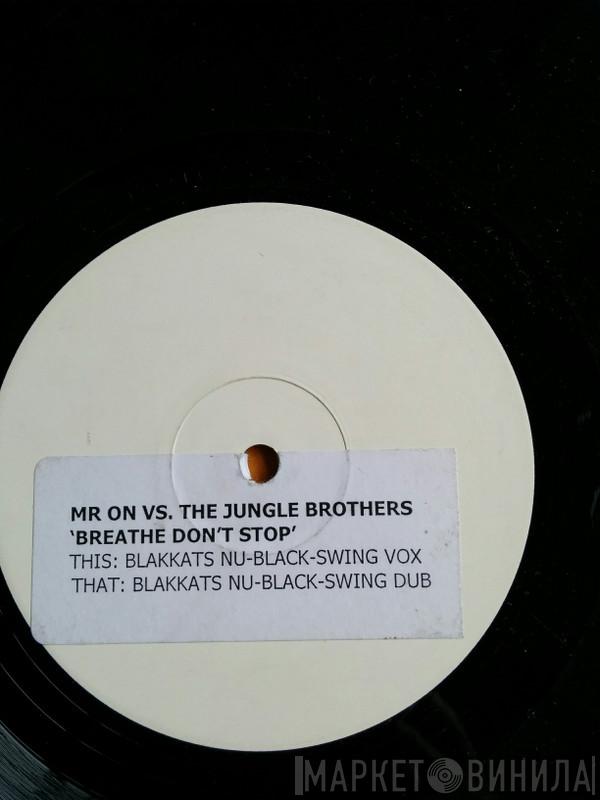 MR ON VS. THE JUNGLE BROTHERS
‘BREATHE DON’T STOP’
THIS: BLAKKATS NU-BLACK-SWING VOX
THAT: BLAKKATS NU-BLACK-SWING DUB
МАРКЕТ ВИНИЛА